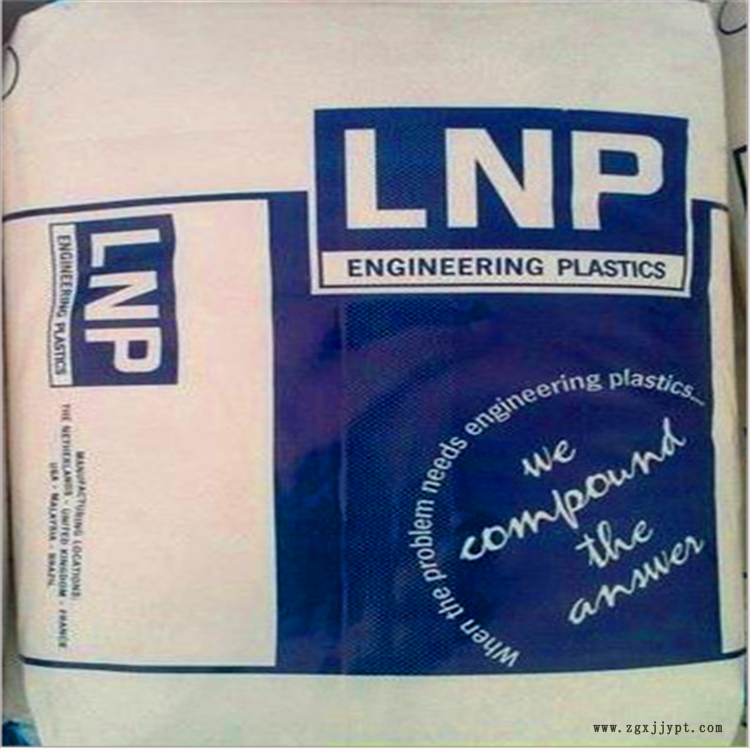 LNP
ENGINEERING PLASTICS
LNP
ENGINEERING PLASTICS
MANUFACTURING LOCATIONS:
THE NETHERLANDS - UNITED KINGDOM - FRANCE
USA - MALAYSIA - BRAZIL
When the problem needs engineering plastics...
we
compound
the
answer
www.zgxjjypt.com